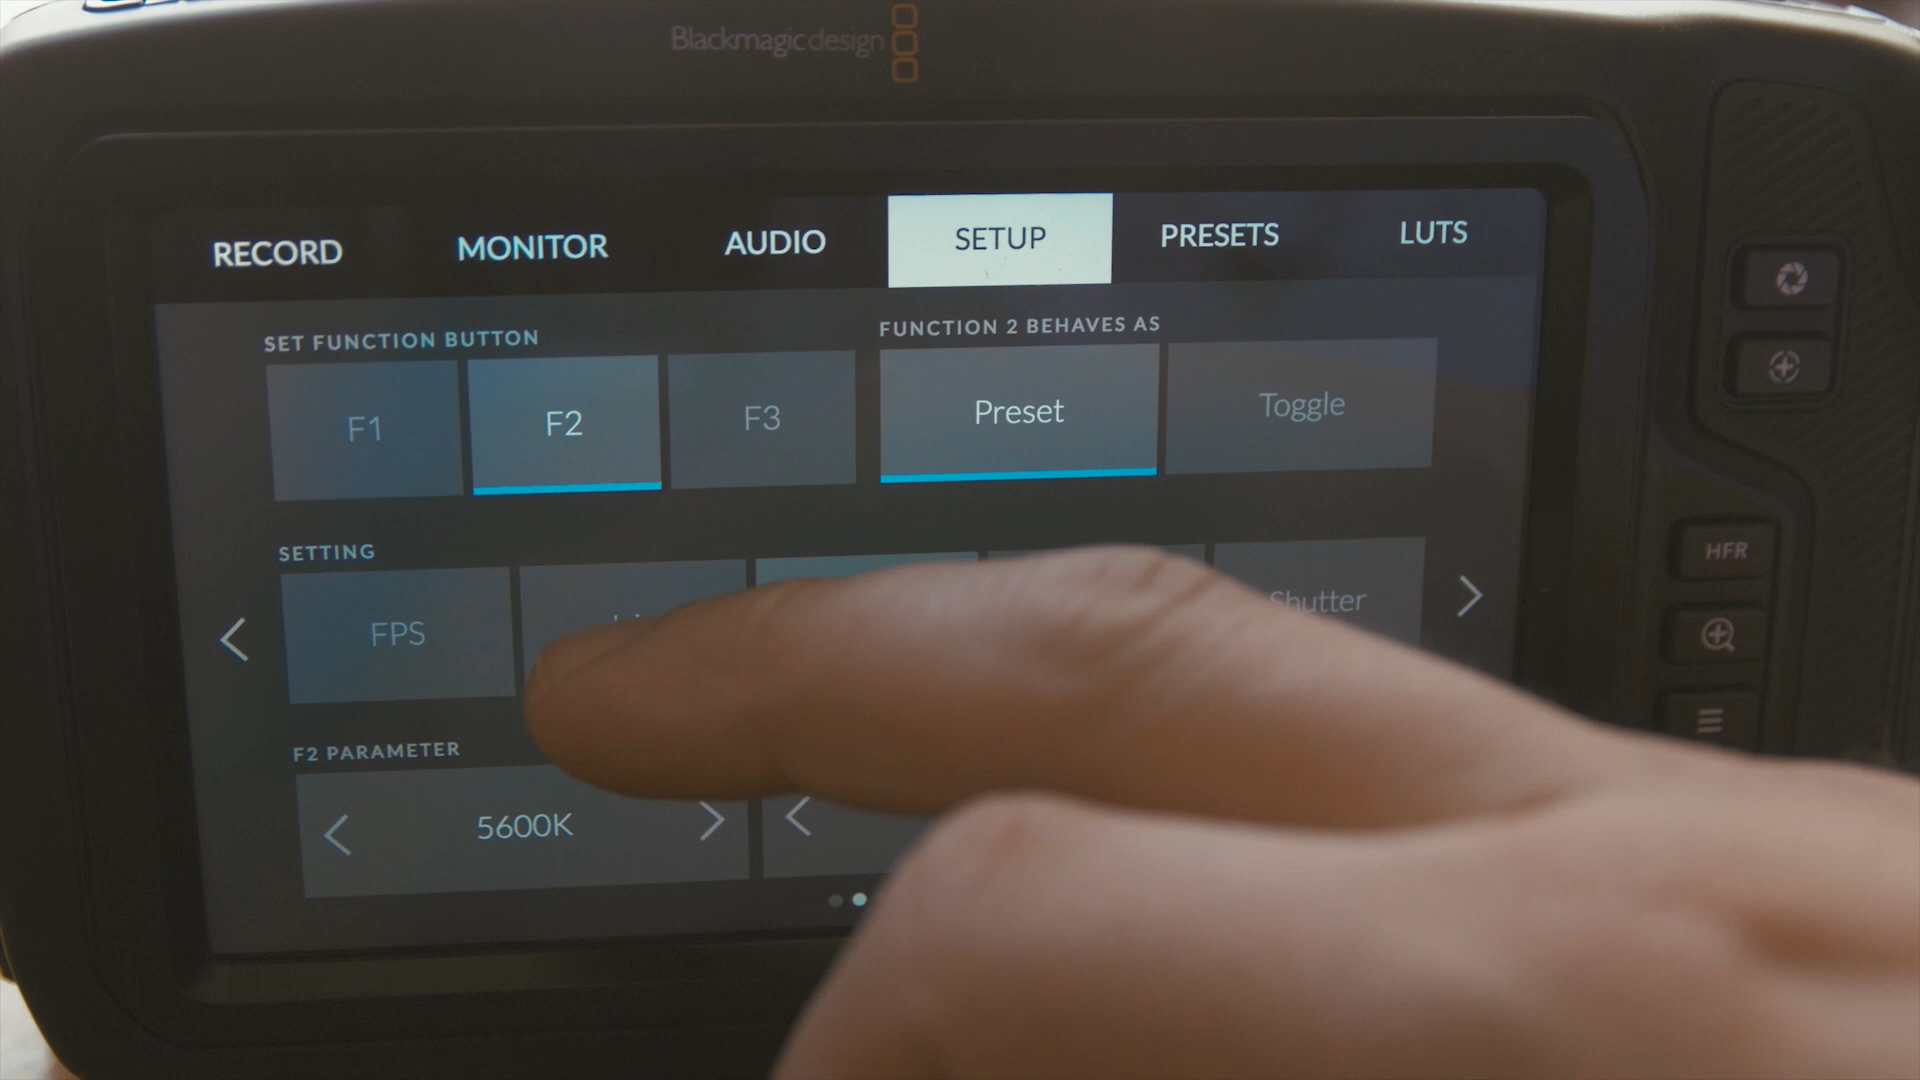 Blackmagicdesign
RECORD MONITOR AUDIO SETUP PRESETS LUTS
SET FUNCTION BUTTON FUNCTION 2 BEHAVES AS
F1 F2 F3 Preset Toggle
SETTING
FPS Shutter
HFR
F2 PARAMETER
5600K